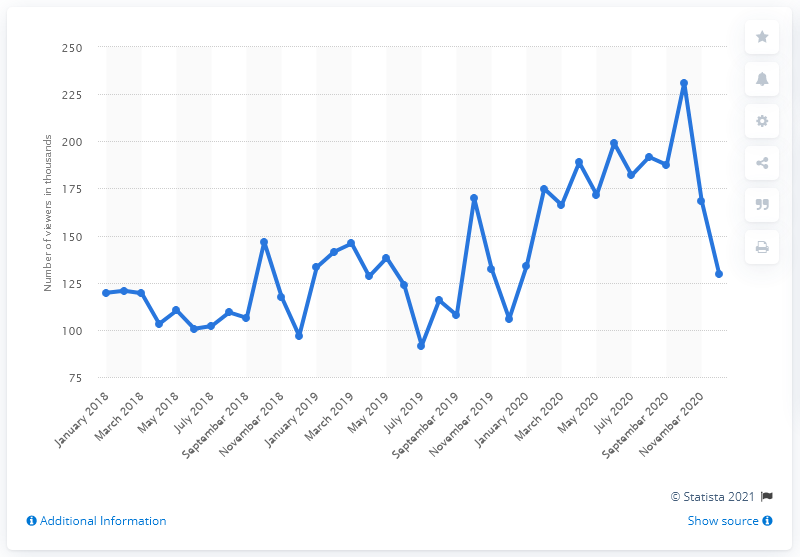 250
225
200
175
150
125
100
75
Number of viewers in thousands
January 2018
March 2018
May 2018
July 2018
September 2018
November 2018
January 2019
March 2019
May 2019
July 2019
September 2019
November 2019
January 2020
March 2020
May 2020
July 2020
September 2020
November 2020
© Statista 2021
Additional Information
Show source